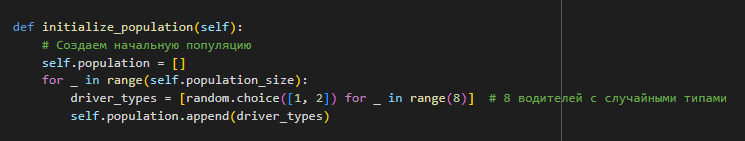 def initialize_population(self):
    # Создаем начальную популяцию
    self.population = []
    for _ in range(self.population_size):
        driver_types = [random.choice([1, 2]) for _ in range(8)]  # 8 водителей с случайными типами
        self.population.append(driver_types)